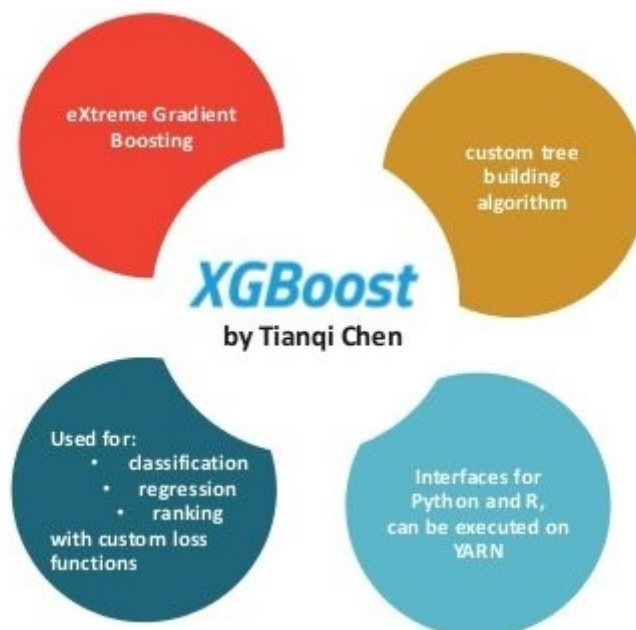 eXtreme Gradient
Boosting
custom tree
building
algorithm
XGBoost
by Tianqi Chen
Used for:
• classification
• regression
• ranking
with custom loss
functions
Interfaces for
Python and R,
can be executed on
YARN